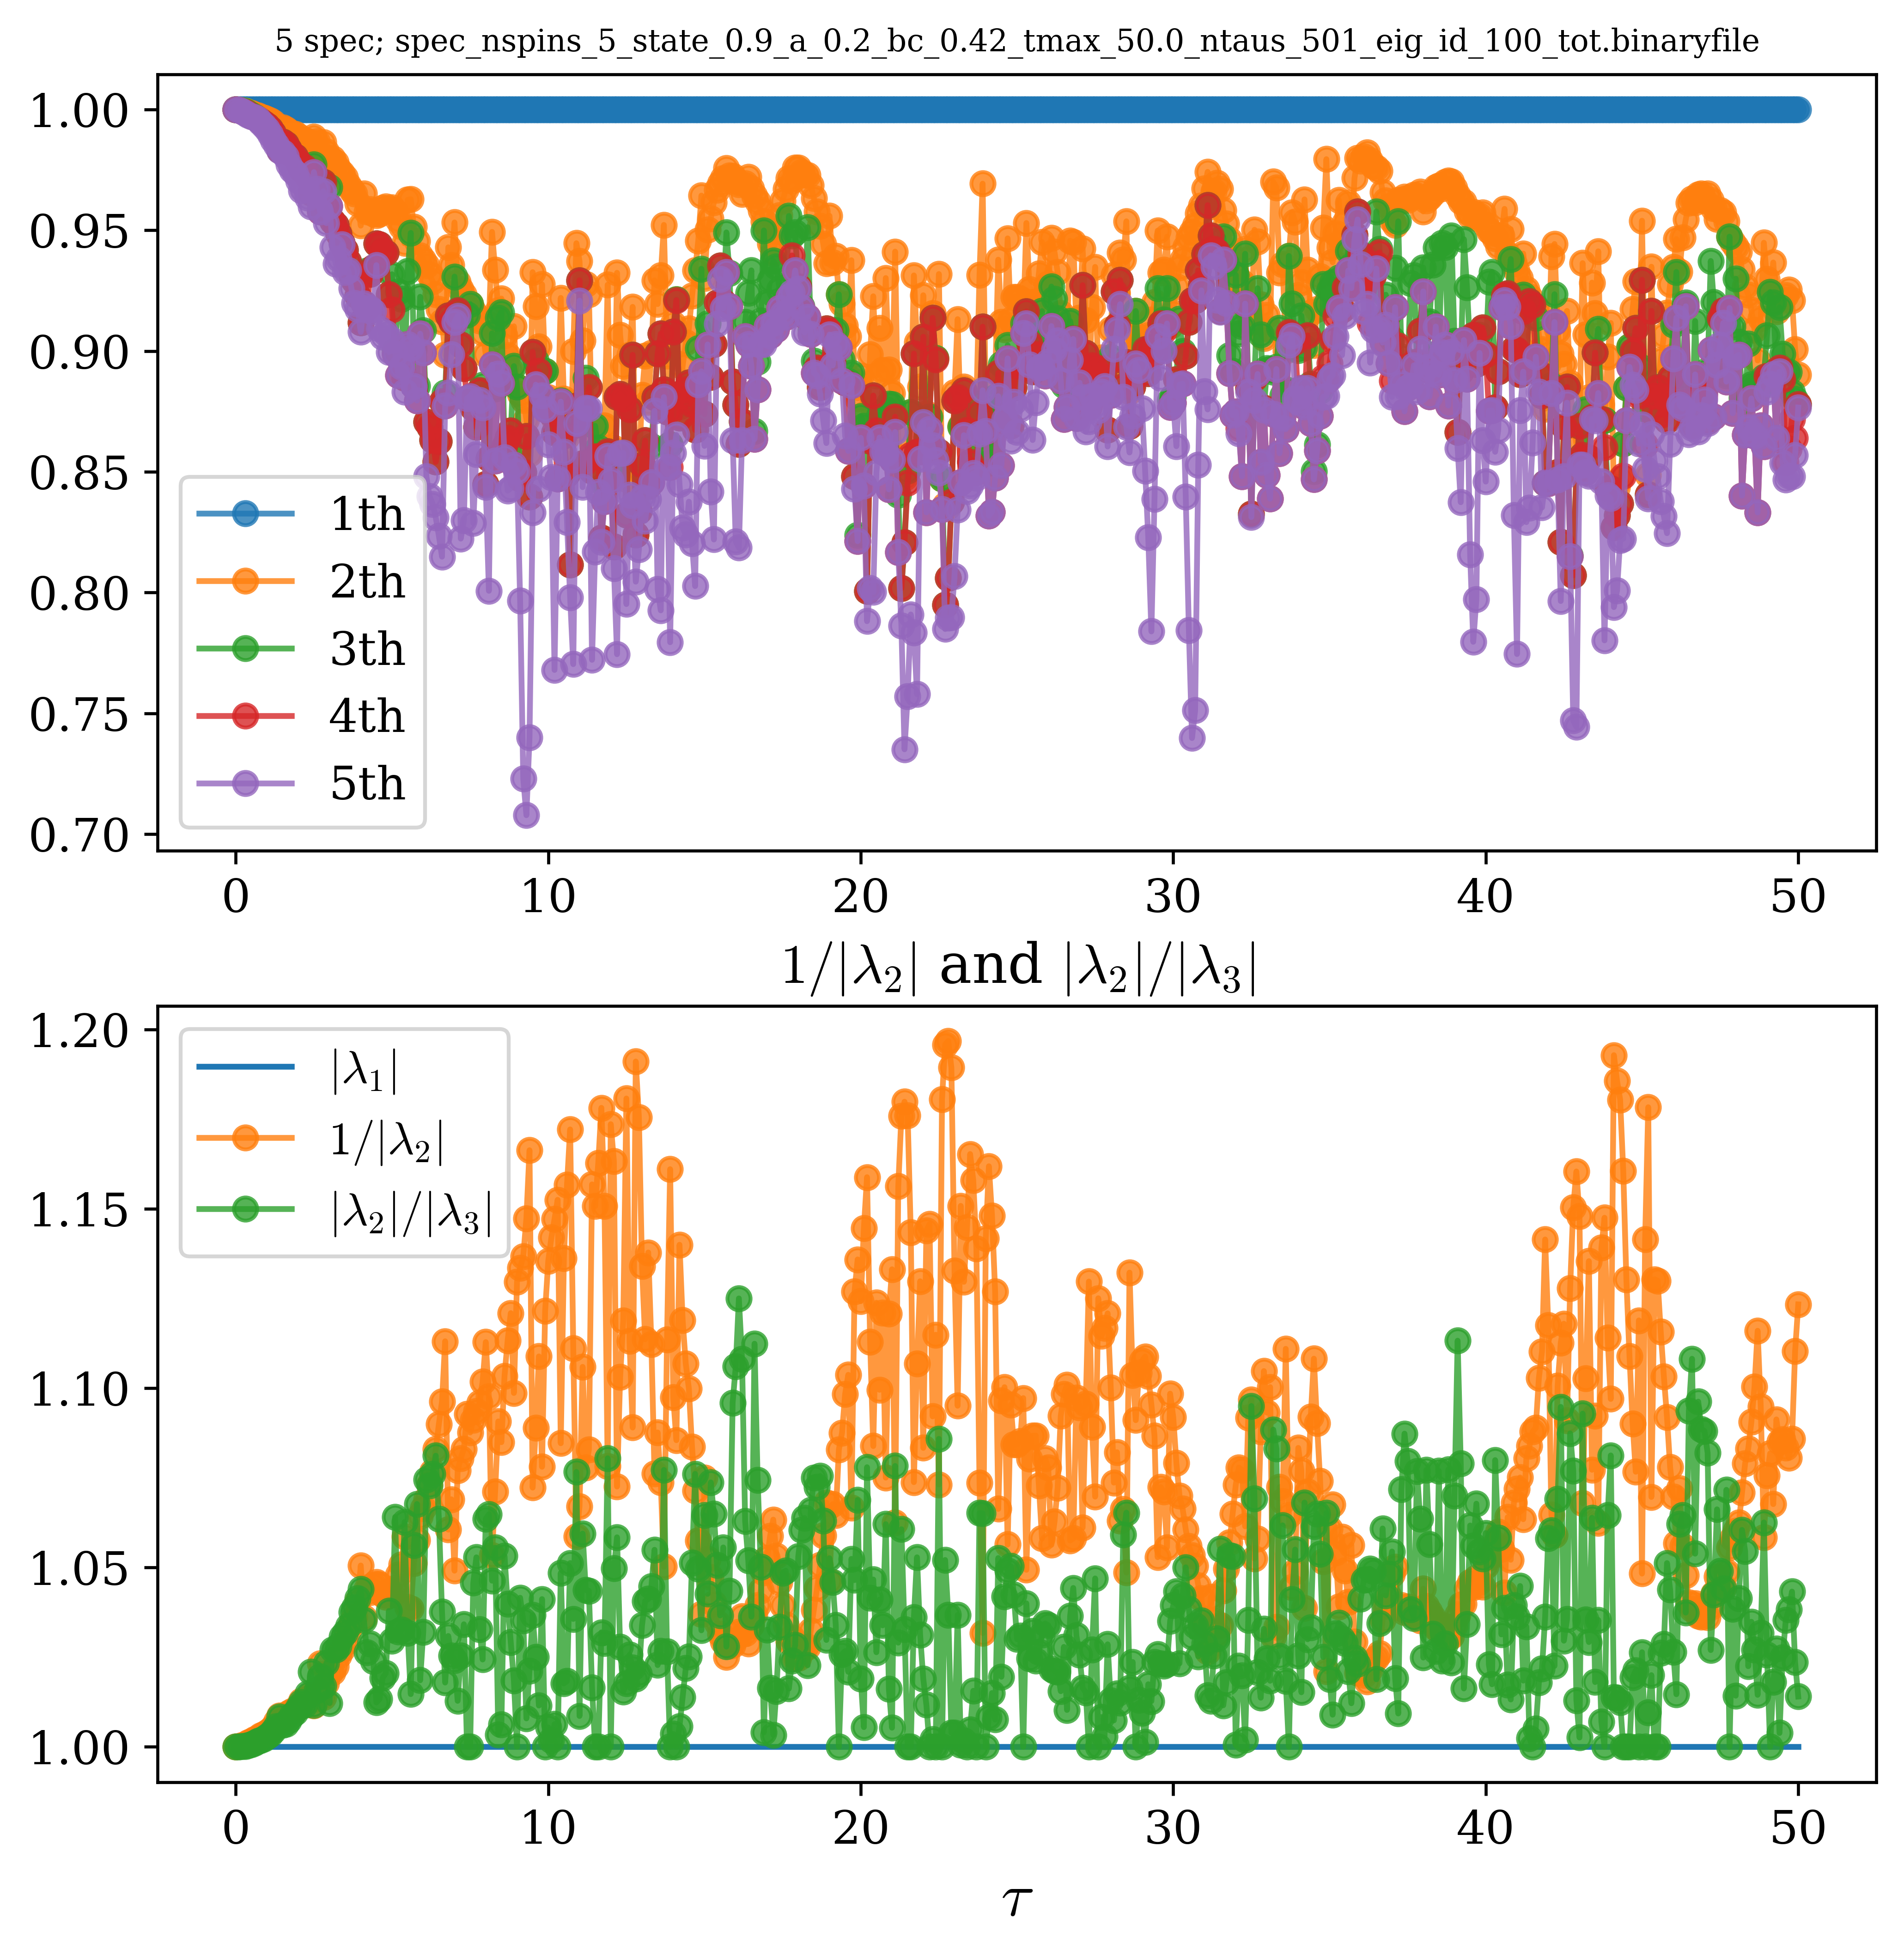 5 spec; spec_nspins_5_state_0.9_a_0.2_bc_0.42_tmax_50.0_ntaus_501_eig_id_100_tot.binaryfile
1.00
0.95
0.90
0.85
0.80
0.75
0.70
1th
2th
3th
4th
5th
0 10 20 30 40 50
1/|λ₂| and |λ₂|/|λ₃|
1.20
1.15
1.10
1.05
1.00
|λ₁|
1/|λ₂|
|λ₂|/|λ₃|
0 10 20 30 40 50
τ